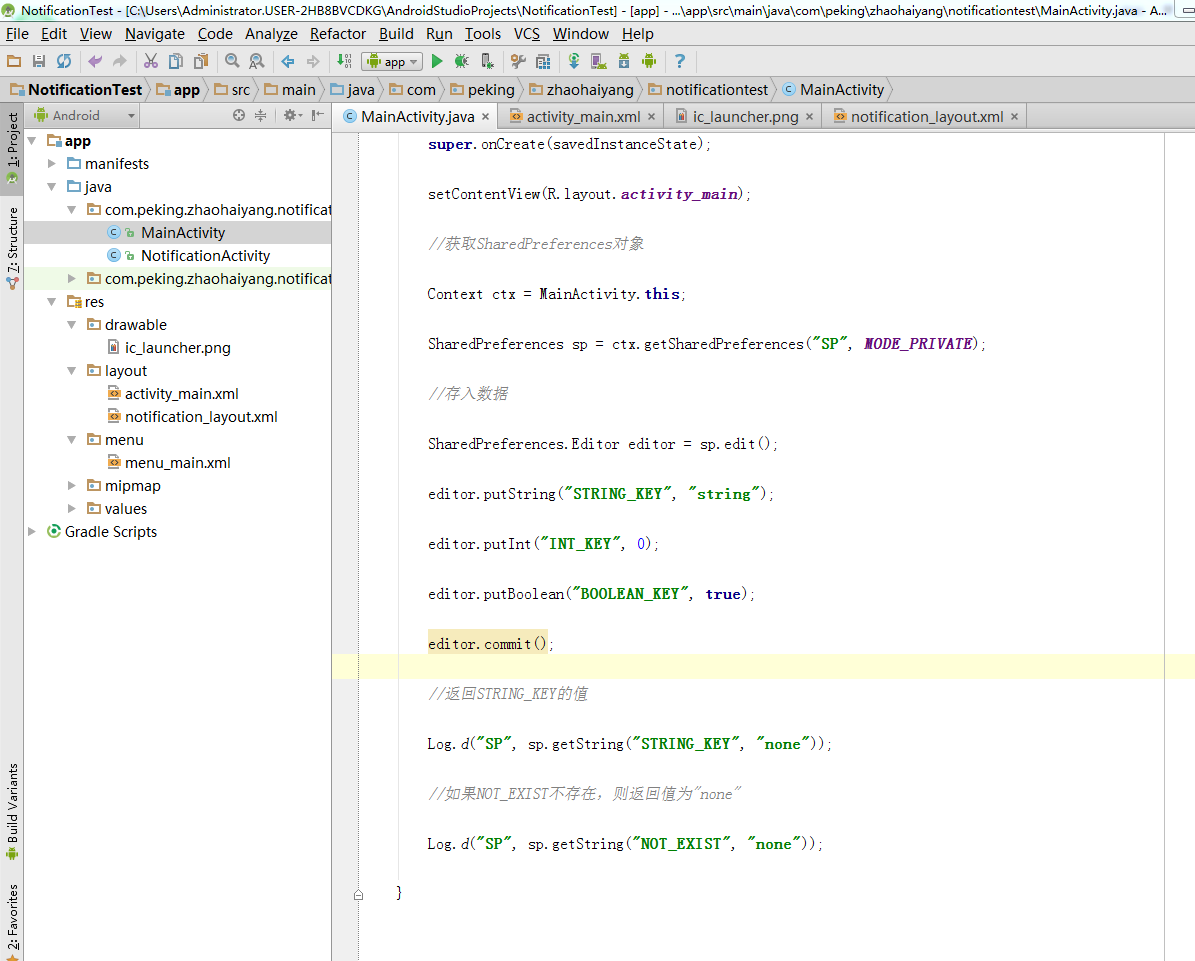 NotificationTest - [C:\Users\Administrator.USER-2HB8BVCDKG\AndroidStudioProjects\NotificationTest] - [app] - ...\app\src\main\java\com\peking\zhaohaiyang\notificationtest\MainActivity.java - A...
File Edit View Navigate Code Analyze Refactor Build Run Tools VCS Window Help
app
NotificationTest app src main java com peking zhaohaiyang notificationtest MainActivity
Android
MainActivity.java activity_main.xml ic_launcher.png notification_layout.xml
1: Project
7: Structure
Build Variants
2: Favorites
app
manifests
java
com.peking.zhaohaiyang.notificat
MainActivity
NotificationActivity
com.peking.zhaohaiyang.notificat
res
drawable
ic_launcher.png
layout
activity_main.xml
notification_layout.xml
menu
menu_main.xml
mipmap
values
Gradle Scripts
super.onCreate(savedInstanceState);
setContentView(R.layout.activity_main);
//获取SharedPreferences对象
Context ctx = MainActivity.this;
SharedPreferences sp = ctx.getSharedPreferences("SP", MODE_PRIVATE);
//存入数据
SharedPreferences.Editor editor = sp.edit();
editor.putString("STRING_KEY", "string");
editor.putInt("INT_KEY", 0);
editor.putBoolean("BOOLEAN_KEY", true);
editor.commit();
//返回STRING_KEY的值
Log.d("SP", sp.getString("STRING_KEY", "none"));
//如果NOT_EXIST不存在，则返回值为"none"
Log.d("SP", sp.getString("NOT_EXIST", "none"));
}